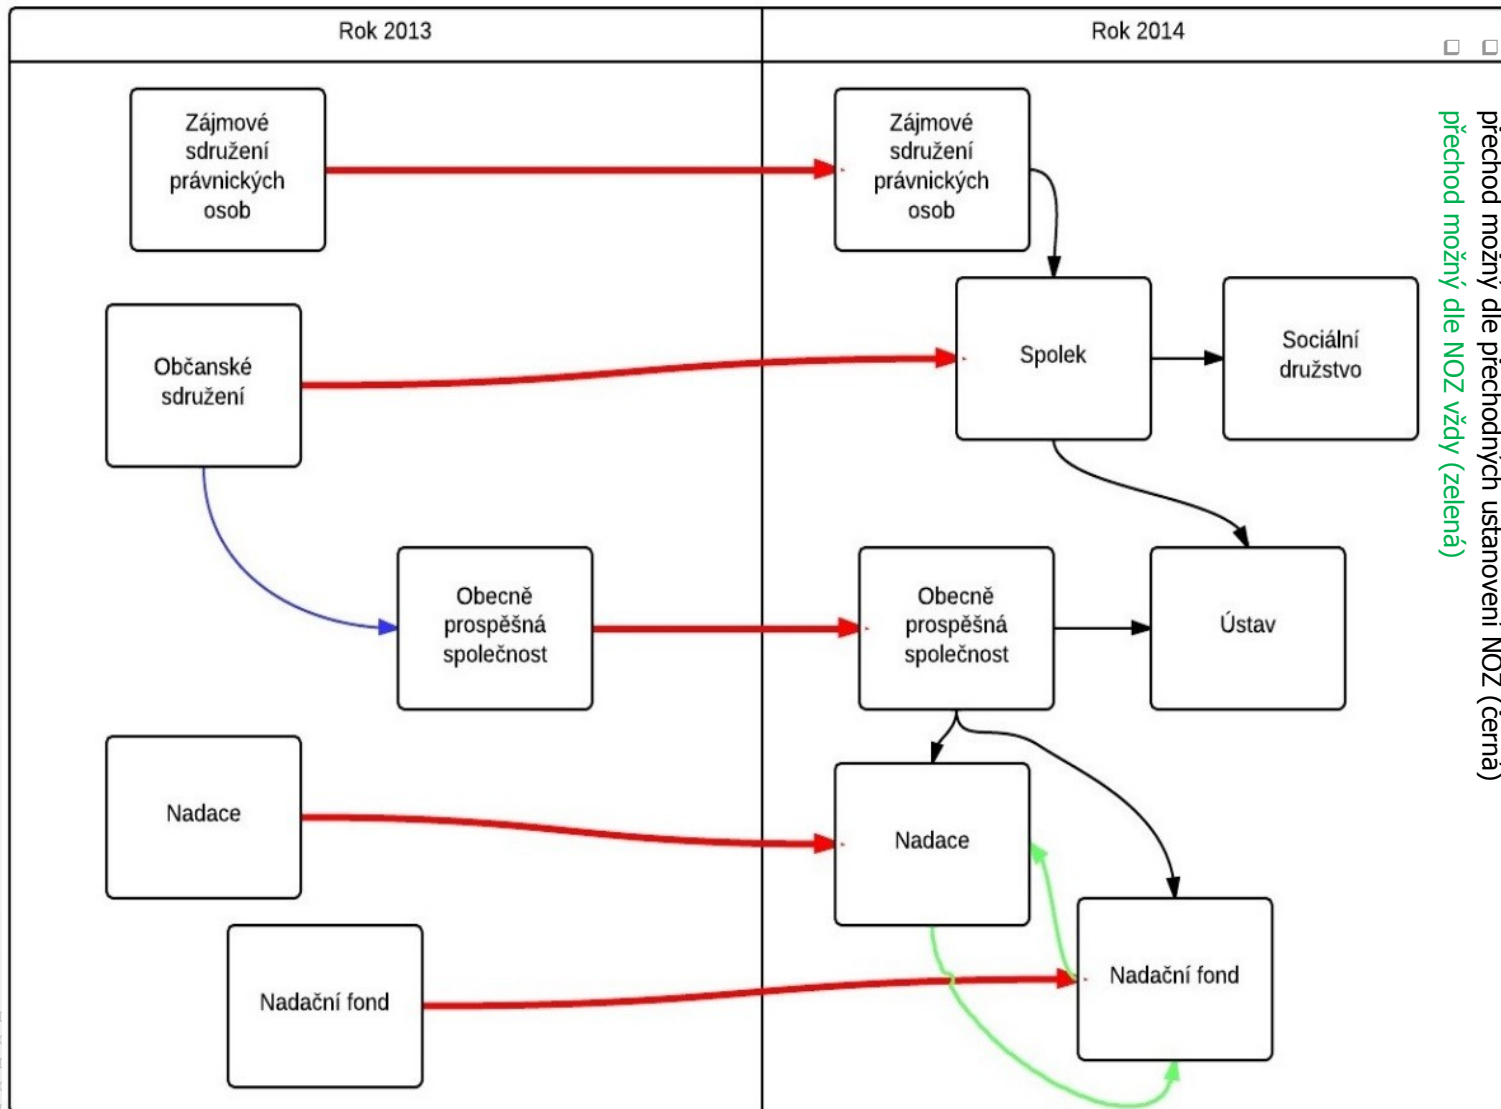 Rok 2013
Rok 2014
Zájmové
sdružení
právnických
osob
Zájmové
sdružení
právnických
osob
Občanské
sdružení
Spolek
Sociální
družstvo
Obecně
prospěšná
společnost
Obecně
prospěšná
společnost
Ústav
Nadace
Nadace
Nadační fond
Nadační fond
přechod možný dle přechodných ustanovení NOZ (černá)
přechod možný dle NOZ vždy (zelená)